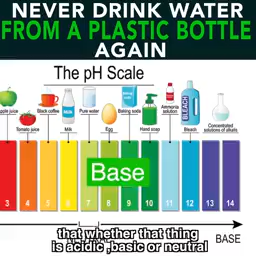 NEVER DRINK WATER
FROM A PLASTIC BOTTLE
AGAIN
The pH Scale
Apple juice
Black coffee
Pure water
Baking soda
Ammonia solution
Concentrated solutions of alkalis
Tomato juice
Milk
Egg
Hand soap
Bleach
MILK
BLEACH
3 4 5 6 7 8 9 10 11 12 13 14
Base
that whether that thing
is acidic ,basic or neutral
BASE